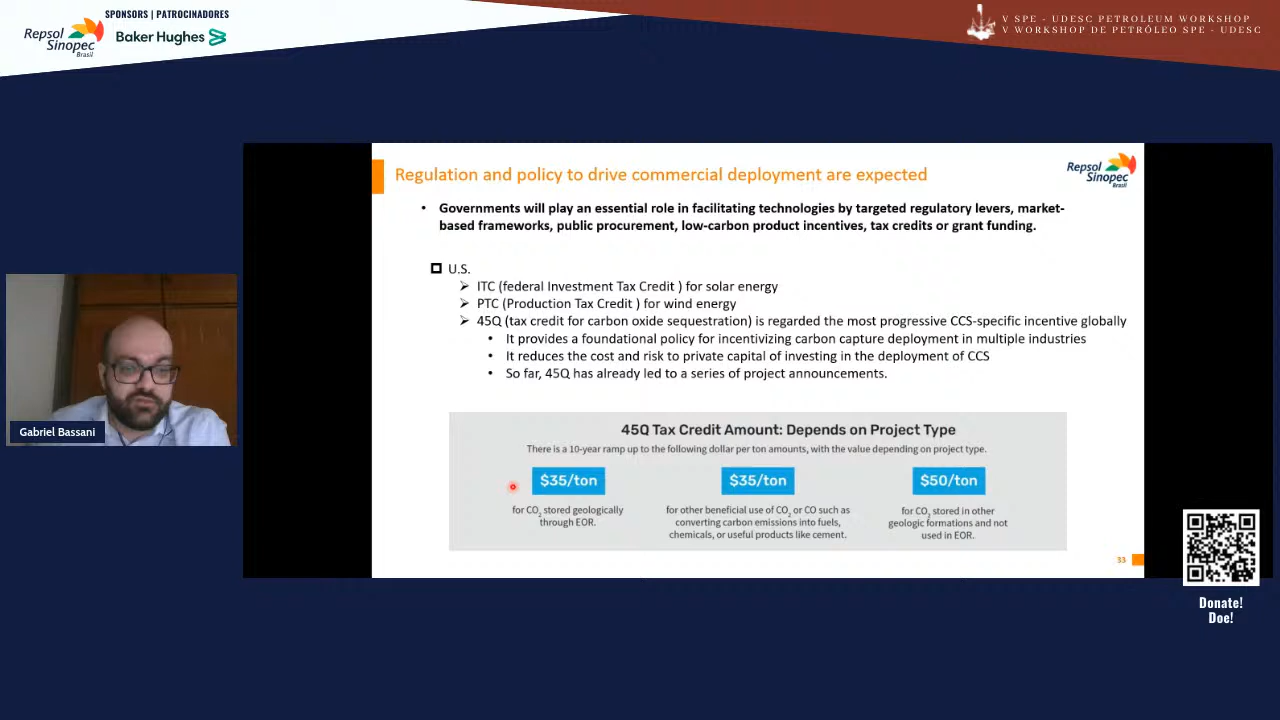 SPONSORS | PATROCINADORES
Repsol
Sinopec
Brasil
Baker Hughes
V SPE - UDESC PETROLEUM WORKSHOP
V WORKSHOP DE PETRÓLEO SPE - UDESC
Regulation and policy to drive commercial deployment are expected
Repsol
Sinopec
Brasil
• Governments will play an essential role in facilitating technologies by targeted regulatory levers, market-
based frameworks, public procurement, low-carbon product incentives, tax credits or grant funding.
U.S.
➢ ITC (federal Investment Tax Credit ) for solar energy
➢ PTC (Production Tax Credit ) for wind energy
➢ 45Q (tax credit for carbon oxide sequestration) is regarded the most progressive CCS-specific incentive globally
• It provides a foundational policy for incentivizing carbon capture deployment in multiple industries
• It reduces the cost and risk to private capital of investing in the deployment of CCS
• So far, 45Q has already led to a series of project announcements.
45Q Tax Credit Amount: Depends on Project Type
There is a 10-year ramp up to the following dollar per ton amounts, with the value depending on project type.
$35/ton
for CO₂ stored geologically
through EOR.
$35/ton
for other beneficial use of CO₂ or CO such as
converting carbon emissions into fuels,
chemicals, or useful products like cement.
$50/ton
for CO₂ stored in other
geologic formations and not
used in EOR.
33
Gabriel Bassani
Donate!
Doe!